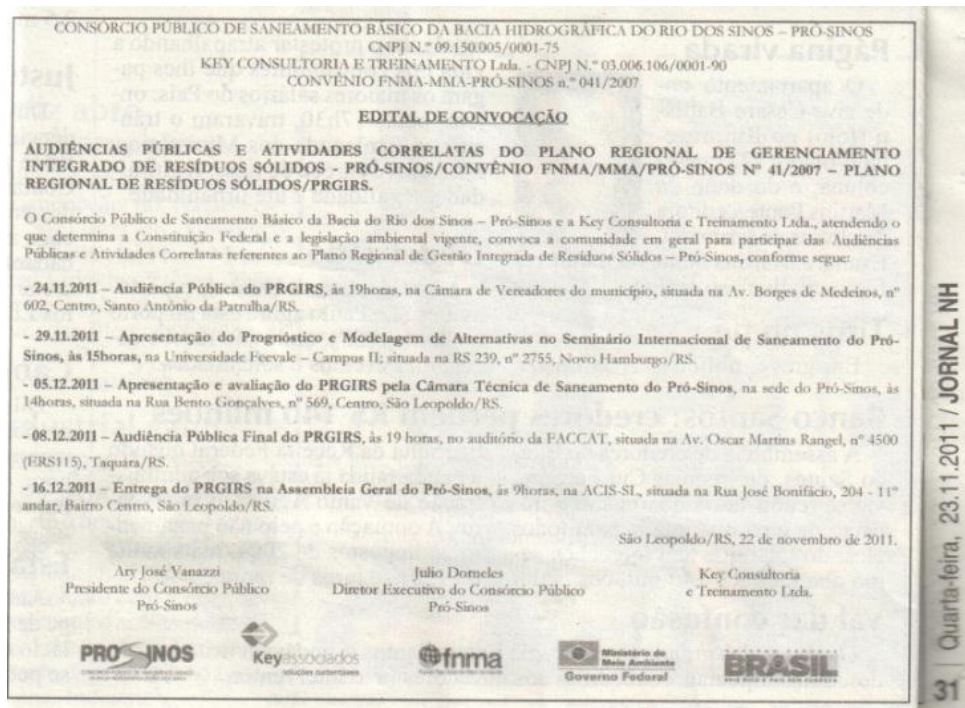 CONSÓRCIO PÚBLICO DE SANEAMENTO BÁSICO DA BACIA HIDROGRÁFICA DO RIO DOS SINOS – PRÓ-SINOS
CNPJ N.º 09.150.005/0001-75
KEY CONSULTORIA E TREINAMENTO Ltda. - CNPJ N.º 03.006.106/0001-90
CONVÊNIO FNMA-MMA-PRÓ-SINOS n.º 041/2007
EDITAL DE CONVOCAÇÃO
AUDIÊNCIAS PÚBLICAS E ATIVIDADES CORRELATAS DO PLANO REGIONAL DE GERENCIAMENTO
INTEGRADO DE RESÍDUOS SÓLIDOS - PRÓ-SINOS/CONVÊNIO FNMA/MMA/PRÓ-SINOS Nº 41/2007 – PLANO
REGIONAL DE RESÍDUOS SÓLIDOS/PRGIRS.
O Consórcio Público de Saneamento Básico da Bacia do Rio dos Sinos – Pró-Sinos e a Key Consultoria e Treinamento Ltda., atendendo o
que determina a Constituição Federal e a legislação ambiental vigente, convoca a comunidade em geral para participar das Audiências
Públicas e Atividades Correlatas referentes ao Plano Regional de Gestão Integrada de Resíduos Sólidos – Pró-Sinos, conforme segue:
- 24.11.2011 – Audiência Pública do PRGIRS, às 19horas, na Câmara de Vereadores do município, situada na Av. Borges de Medeiros, nº
602, Centro, Santo Antônio da Patrulha/RS.
- 29.11.2011 – Apresentação do Prognóstico e Modelagem de Alternativas no Seminário Internacional de Saneamento do Pró-
Sinos, às 15horas, na Universidade Feevale – Campus II; situada na RS 239, nº 2755, Novo Hamburgo/RS.
- 05.12.2011 – Apresentação e avaliação do PRGIRS pela Câmara Técnica de Saneamento do Pró-Sinos, na sede do Pró-Sinos, às
14horas, situada na Rua Bento Gonçalves, nº 569, Centro, São Leopoldo/RS.
- 08.12.2011 – Audiência Pública Final do PRGIRS, às 19 horas, no auditório da FACCAT, situada na Av. Oscar Martins Rangel, nº 4500
(ERS115), Taquara/RS.
- 16.12.2011 – Entrega do PRGIRS na Assembleia Geral do Pró-Sinos, às 9horas, na ACIS-SL, situada na Rua José Bonifácio, 204 - 11º
andar, Bairro Centro, São Leopoldo/RS.
São Leopoldo/RS, 22 de novembro de 2011.
Ary José Vanazzi
Presidente do Consórcio Público
Pró-Sinos
Julio Dorneles
Diretor Executivo do Consórcio Público
Pró-Sinos
Key Consultoria
e Treinamento Ltda.
PRO SINOS
Keyassociados
fnma
Ministério do
Meio Ambiente
Governo Federal
BRASIL
31 | Quarta-feira, 23.11.2011 / JORNAL NH